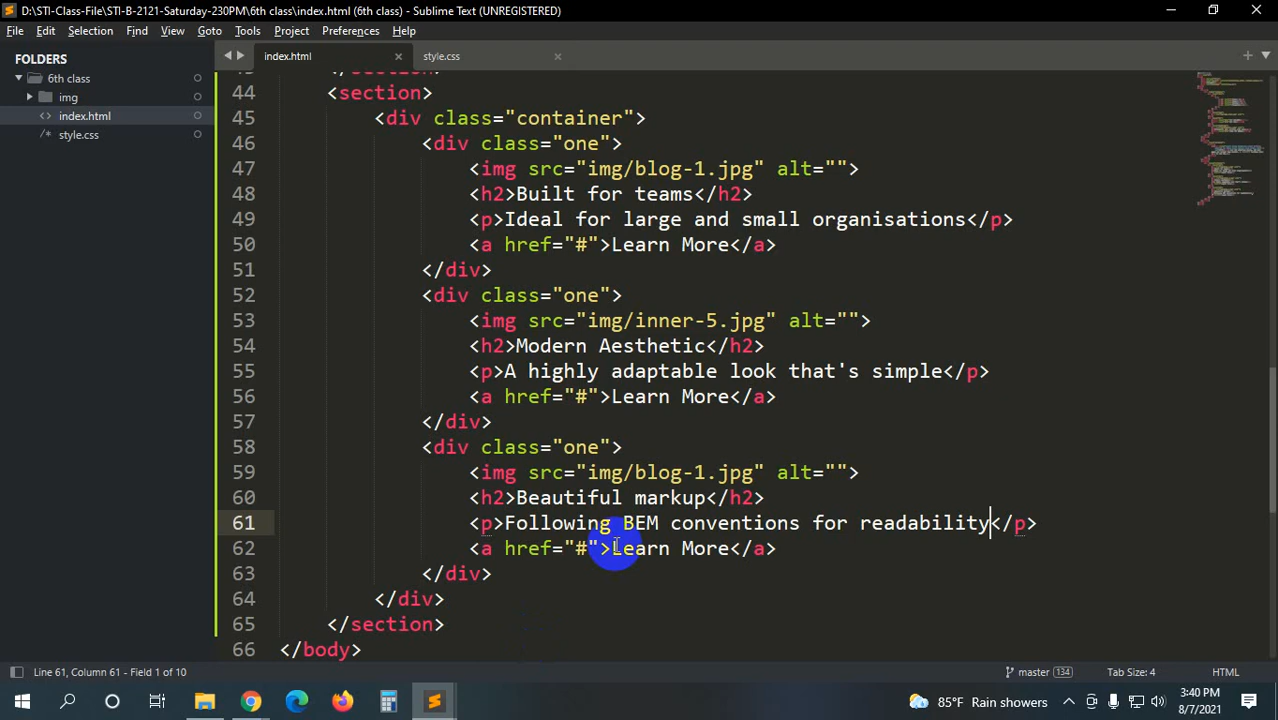 D:\STI-Class-File\STI-B-2121-Saturday-230PM\6th class\index.html (6th class) - Sublime Text (UNREGISTERED)
File Edit Selection Find View Goto Tools Project Preferences Help
FOLDERS
6th class
img
index.html
style.css
index.html
style.css
44 <section>
45 <div class="container">
46 <div class="one">
47 <img src="img/blog-1.jpg" alt="">
48 <h2>Built for teams</h2>
49 <p>Ideal for large and small organisations</p>
50 <a href="#">Learn More</a>
51 </div>
52 <div class="one">
53 <img src="img/inner-5.jpg" alt="">
54 <h2>Modern Aesthetic</h2>
55 <p>A highly adaptable look that's simple</p>
56 <a href="#">Learn More</a>
57 </div>
58 <div class="one">
59 <img src="img/blog-1.jpg" alt="">
60 <h2>Beautiful markup</h2>
61 <p>Following BEM conventions for readability</p>
62 <a href="#">Learn More</a>
63 </div>
64 </div>
65 </section>
66 </body>
Line 61, Column 61 - Field 1 of 10
master 134
Tab Size: 4
HTML
85°F Rain showers
3:40 PM
8/7/2021